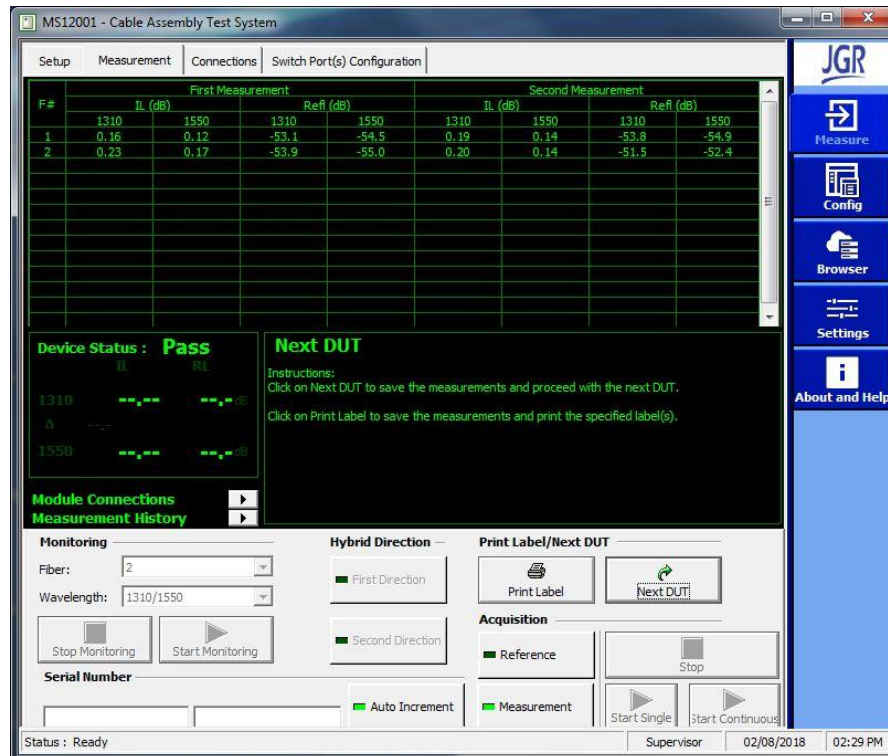 MS12001 - Cable Assembly Test System
Setup Measurement Connections Switch Port(s) Configuration
JGR
F# First Measurement Second Measurement
IL (dB) Refl (dB) IL (dB) Refl (dB)
1310 1550 1310 1550 1310 1550 1310 1550
1 0.16 0.12 -53.1 -54.5 0.19 0.14 -53.8 -54.9
2 0.23 0.17 -53.9 -55.0 0.20 0.14 -51.5 -52.4
Measure
Config
Browser
Settings
About and Help
Device Status : Pass
IL RL
1310 --.-- --.- dB
Δ --.-
1550 --.-- --.- dB
Next DUT
Instructions:
Click on Next DUT to save the measurements and proceed with the next DUT.
Click on Print Label to save the measurements and print the specified label(s).
Module Connections
Measurement History
Monitoring
Fiber: 2
Wavelength: 1310/1550
Stop Monitoring Start Monitoring
Serial Number
Hybrid Direction
First Direction
Second Direction
Auto Increment
Print Label/Next DUT
Print Label Next DUT
Acquisition
Reference
Measurement
Stop
Start Single Start Continuous
Status : Ready Supervisor 02/08/2018 02:29 PM